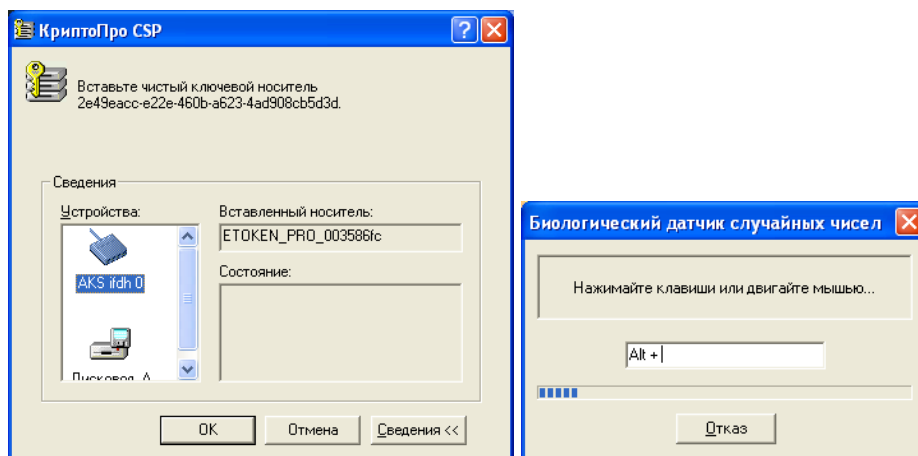 КриптоПро CSP
Вставьте чистый ключевой носитель
2e49eacc-e22e-460b-a623-4ad908cb5d3d.
Сведения
Устройства:
AKS ifdh 0
Вставленный носитель:
ETOKEN_PRO_003586fc
Состояние:
OK
Отмена
Сведения <<
Биологический датчик случайных чисел
Нажимайте клавиши или двигайте мышью...
Alt +
Отказ